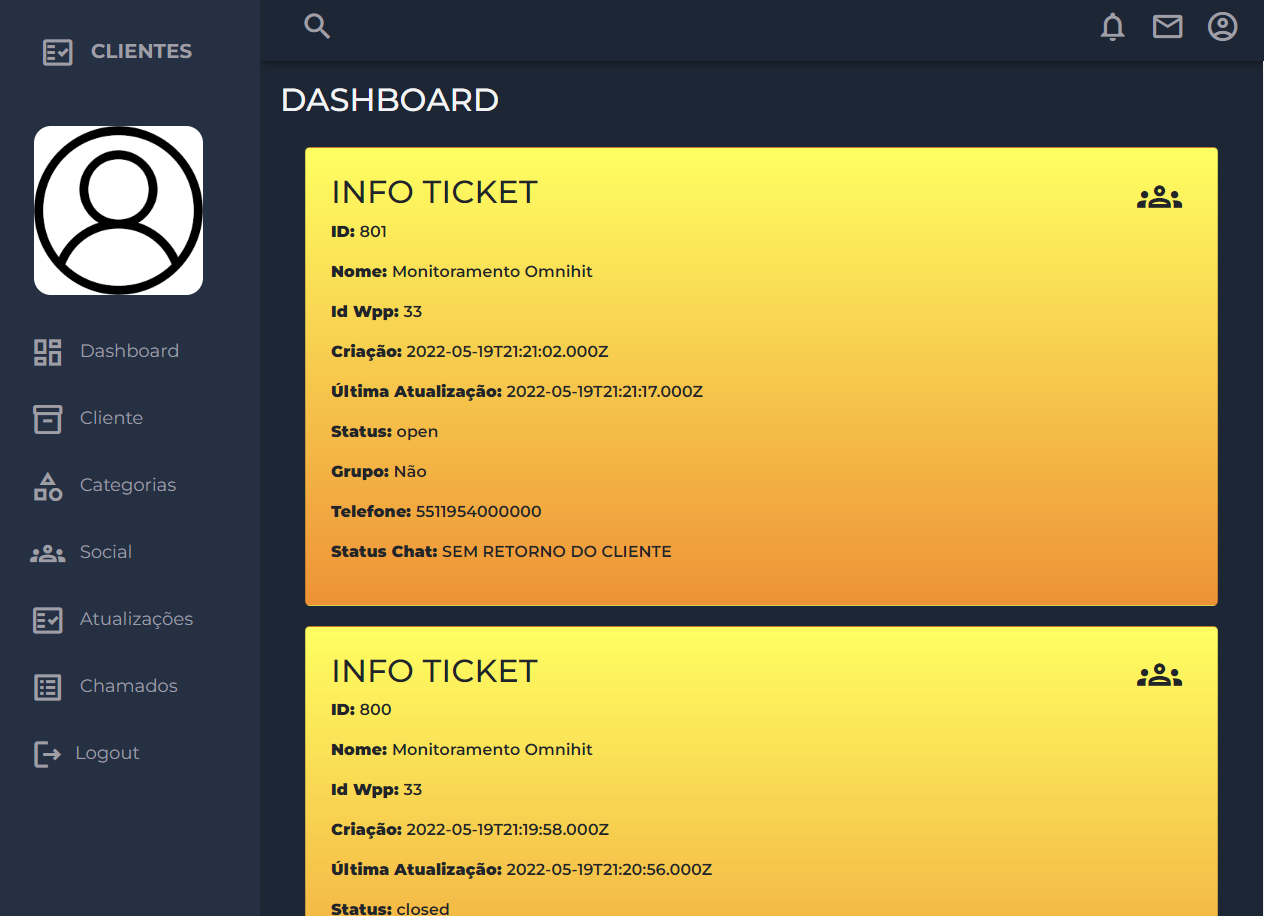 CLIENTES
Dashboard
Cliente
Categorias
Social
Atualizações
Chamados
Logout
DASHBOARD
INFO TICKET
ID: 801
Nome: Monitoramento Omnihit
Id Wpp: 33
Criação: 2022-05-19T21:21:02.000Z
Última Atualização: 2022-05-19T21:21:17.000Z
Status: open
Grupo: Não
Telefone: 5511954000000
Status Chat: SEM RETORNO DO CLIENTE
INFO TICKET
ID: 800
Nome: Monitoramento Omnihit
Id Wpp: 33
Criação: 2022-05-19T21:19:58.000Z
Última Atualização: 2022-05-19T21:20:56.000Z
Status: closed